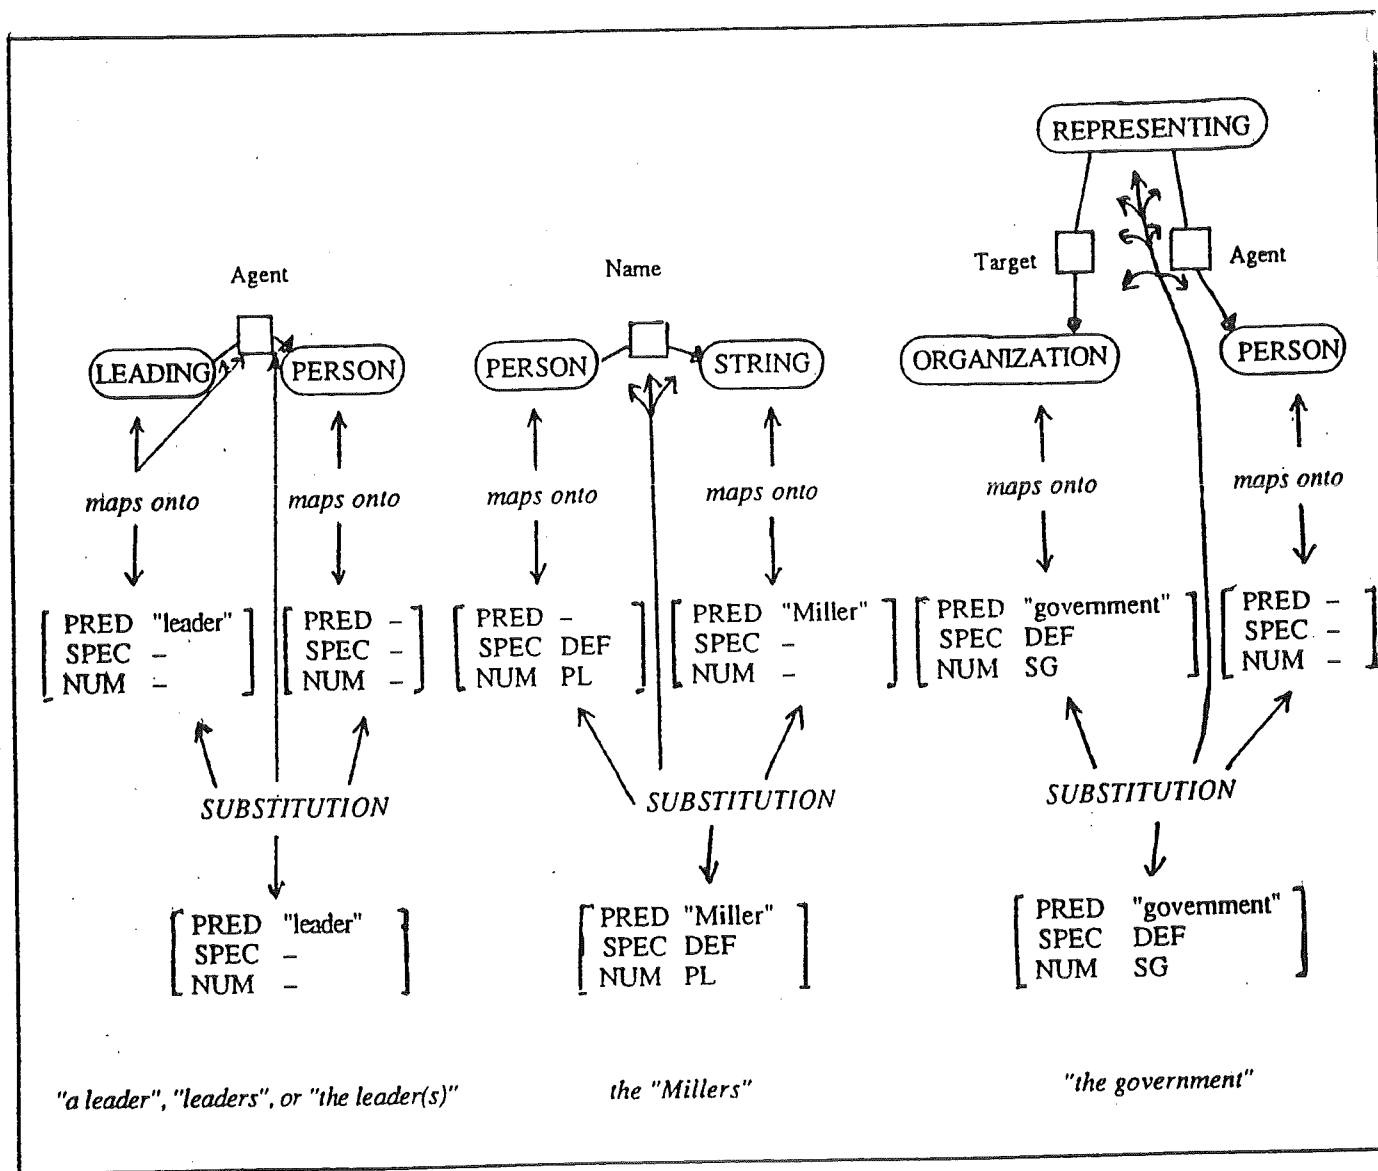 REPRESENTING
Target
Agent
Agent
Name
LEADING
PERSON
PERSON
STRING
ORGANIZATION
PERSON
maps onto
maps onto
maps onto
maps onto
maps onto
maps onto
PRED "leader"
SPEC –
NUM –
PRED –
SPEC –
NUM –
PRED –
SPEC DEF
NUM PL
PRED "Miller"
SPEC –
NUM –
PRED "government"
SPEC DEF
NUM SG
PRED –
SPEC –
NUM –
SUBSTITUTION
SUBSTITUTION
SUBSTITUTION
PRED "leader"
SPEC –
NUM –
PRED "Miller"
SPEC DEF
NUM PL
PRED "government"
SPEC DEF
NUM SG
"a leader", "leaders", or "the leader(s)"
the "Millers"
"the government"